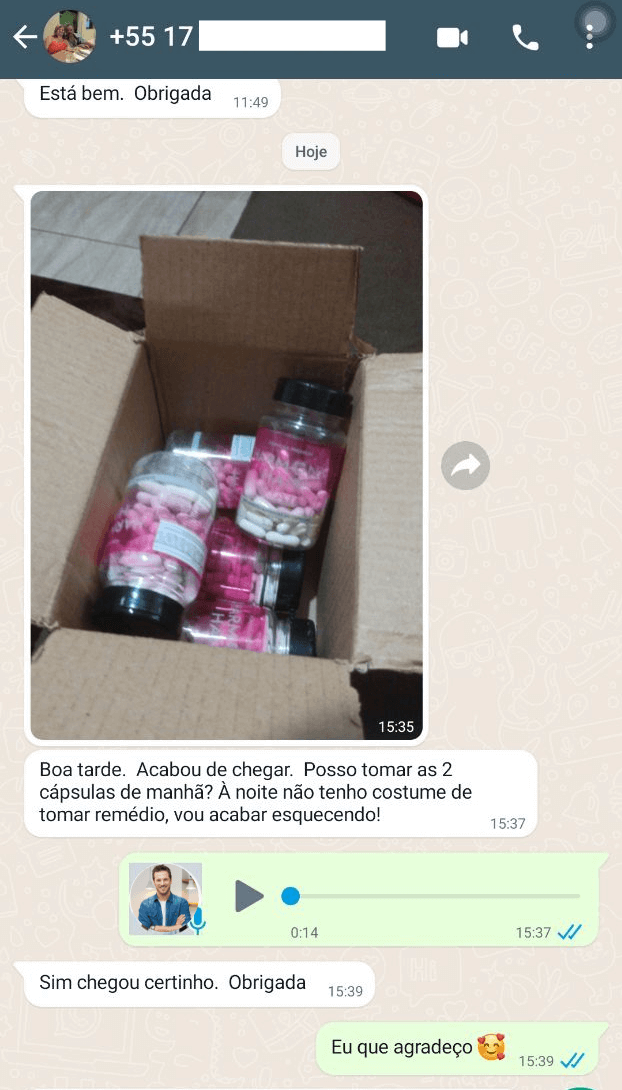 +55 17
Está bem. Obrigada
11:49
Hoje
15:35
Boa tarde. Acabou de chegar. Posso tomar as 2
cápsulas de manhã? À noite não tenho costume de
tomar remédio, vou acabar esquecendo!
15:37
0:14
15:37
Sim chegou certinho. Obrigada
15:39
Eu que agradeço
15:39